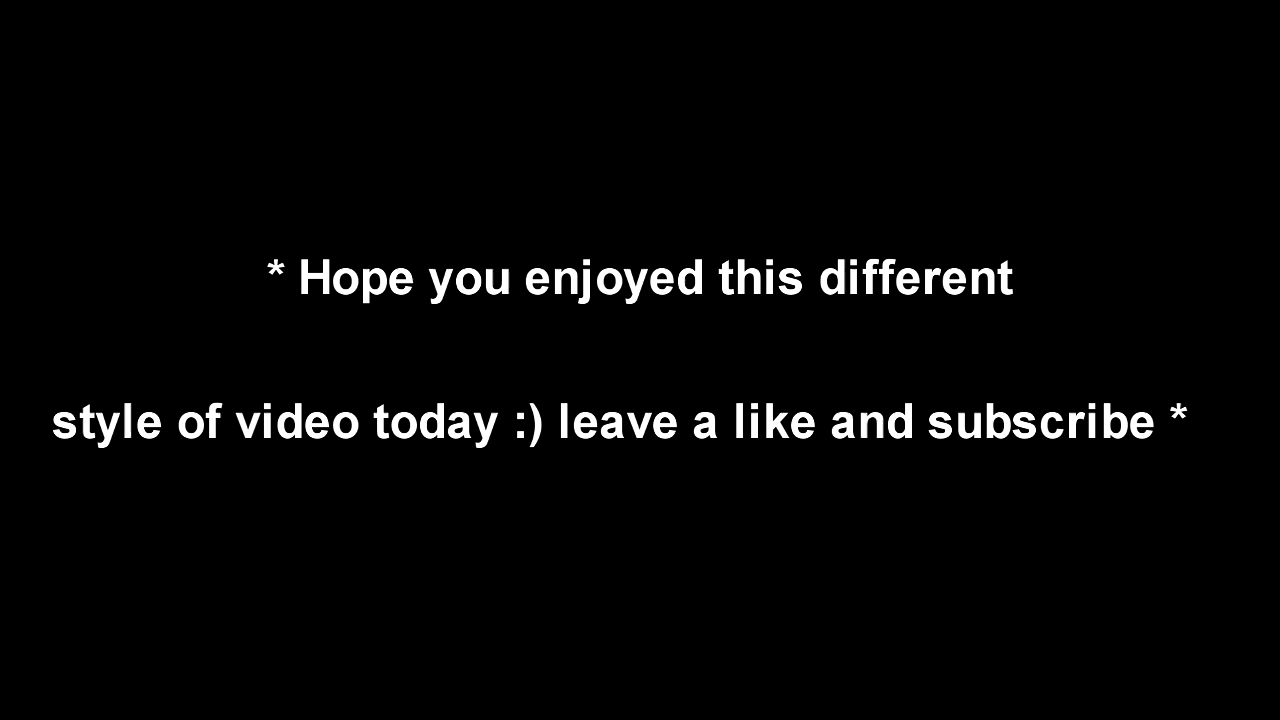 * Hope you enjoyed this different
style of video today :) leave a like and subscribe *